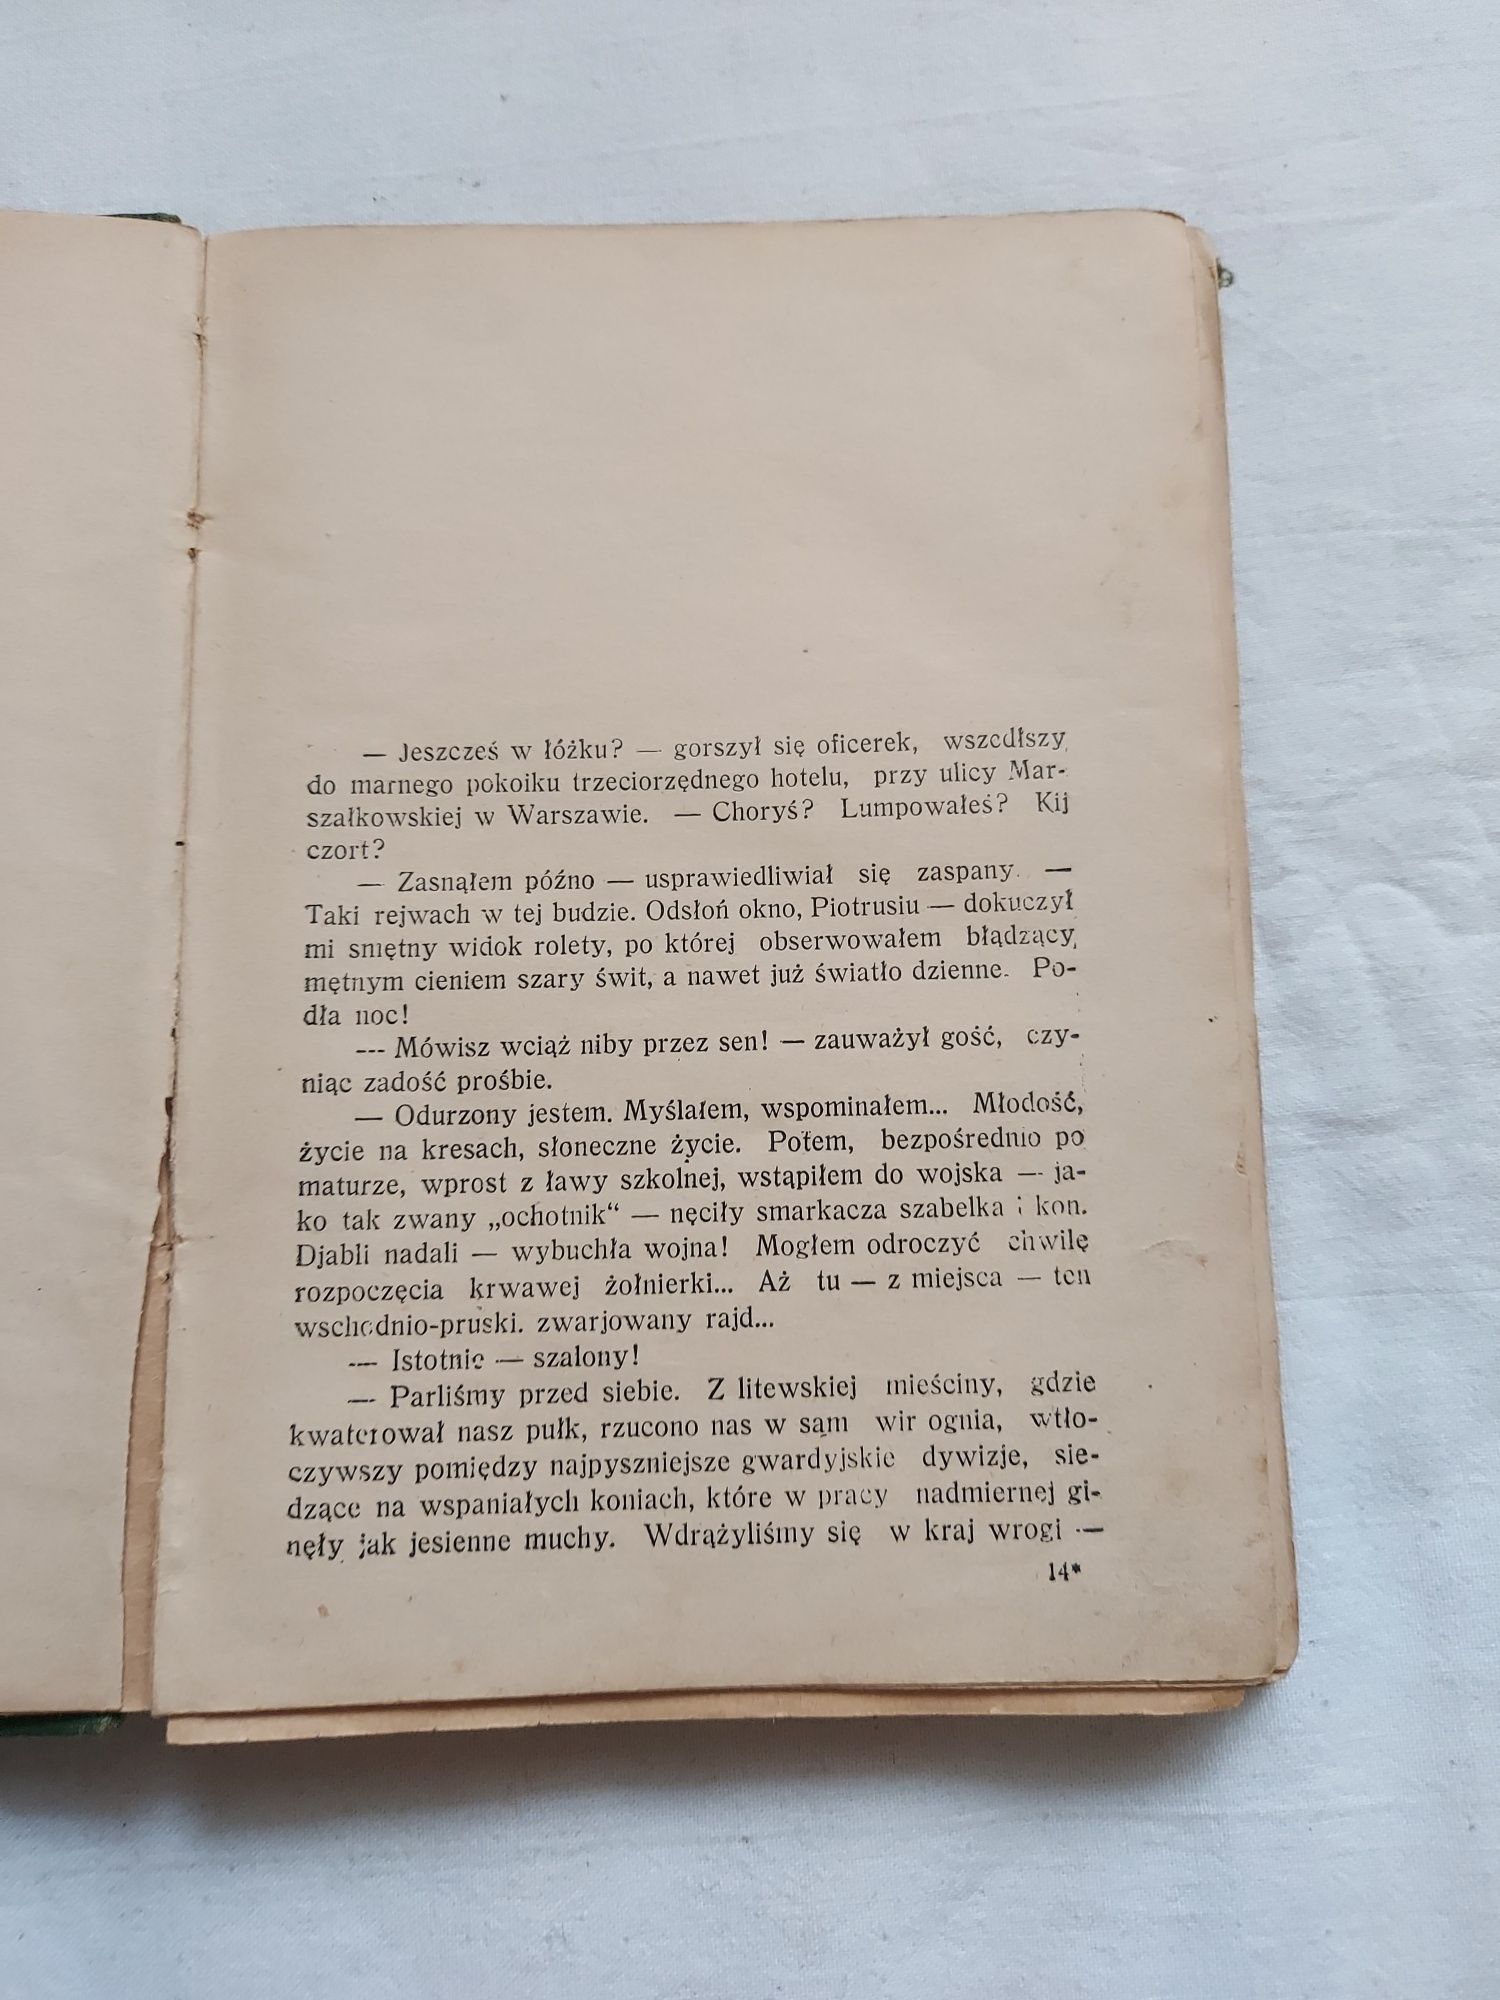 — Jeszcześ w łóżku? — gorszył się oficerek, wszedłszy
do marnego pokoiku trzeciorzędnego hotelu, przy ulicy Mar-
szałkowskiej w Warszawie. — Choryś? Lumpowałeś? Kij
czort?
— Zasnąłem późno — usprawiedliwiał się zaspany. —
Taki rejwach w tej budzie. Odsłoń okno, Piotrusiu — dokuczył
mi smętny widok rolety, po której obserwowałem błądzący
mętnym cieniem szary świt, a nawet już światło dzienne. Po-
dła noc!
— Mówisz wciąż niby przez sen! — zauważył gość, czy-
niąc zadość prośbie.
— Odurzony jestem. Myślałem, wspominałem... Młodość,
życie na kresach, słoneczne życie. Potem, bezpośrednio po
maturze, wprost z ławy szkolnej, wstąpiłem do wojska — ja-
ko tak zwany „ochotnik“ — nęciły smarkacza szabelka i kon.
Djabli nadali — wybuchła wojna! Mogłem odroczyć chwilę
rozpoczęcia krwawej żołnierki... Aż tu — z miejsca — ten
wschodnio-pruski. zwarjowany rajd...
— Istotnie — szalony!
— Parliśmy przed siebie. Z litewskiej mieściny, gdzie
kwaterował nasz pułk, rzucono nas w sąm wir ognia, wtło-
czywszy pomiędzy najpyszniejsze gwardyjskie dywizje, sie-
dzące na wspaniałych koniach, które w pracy nadmiernej gi-
nęły jak jesienne muchy. Wdrążyliśmy się w kraj wrogi —
14*